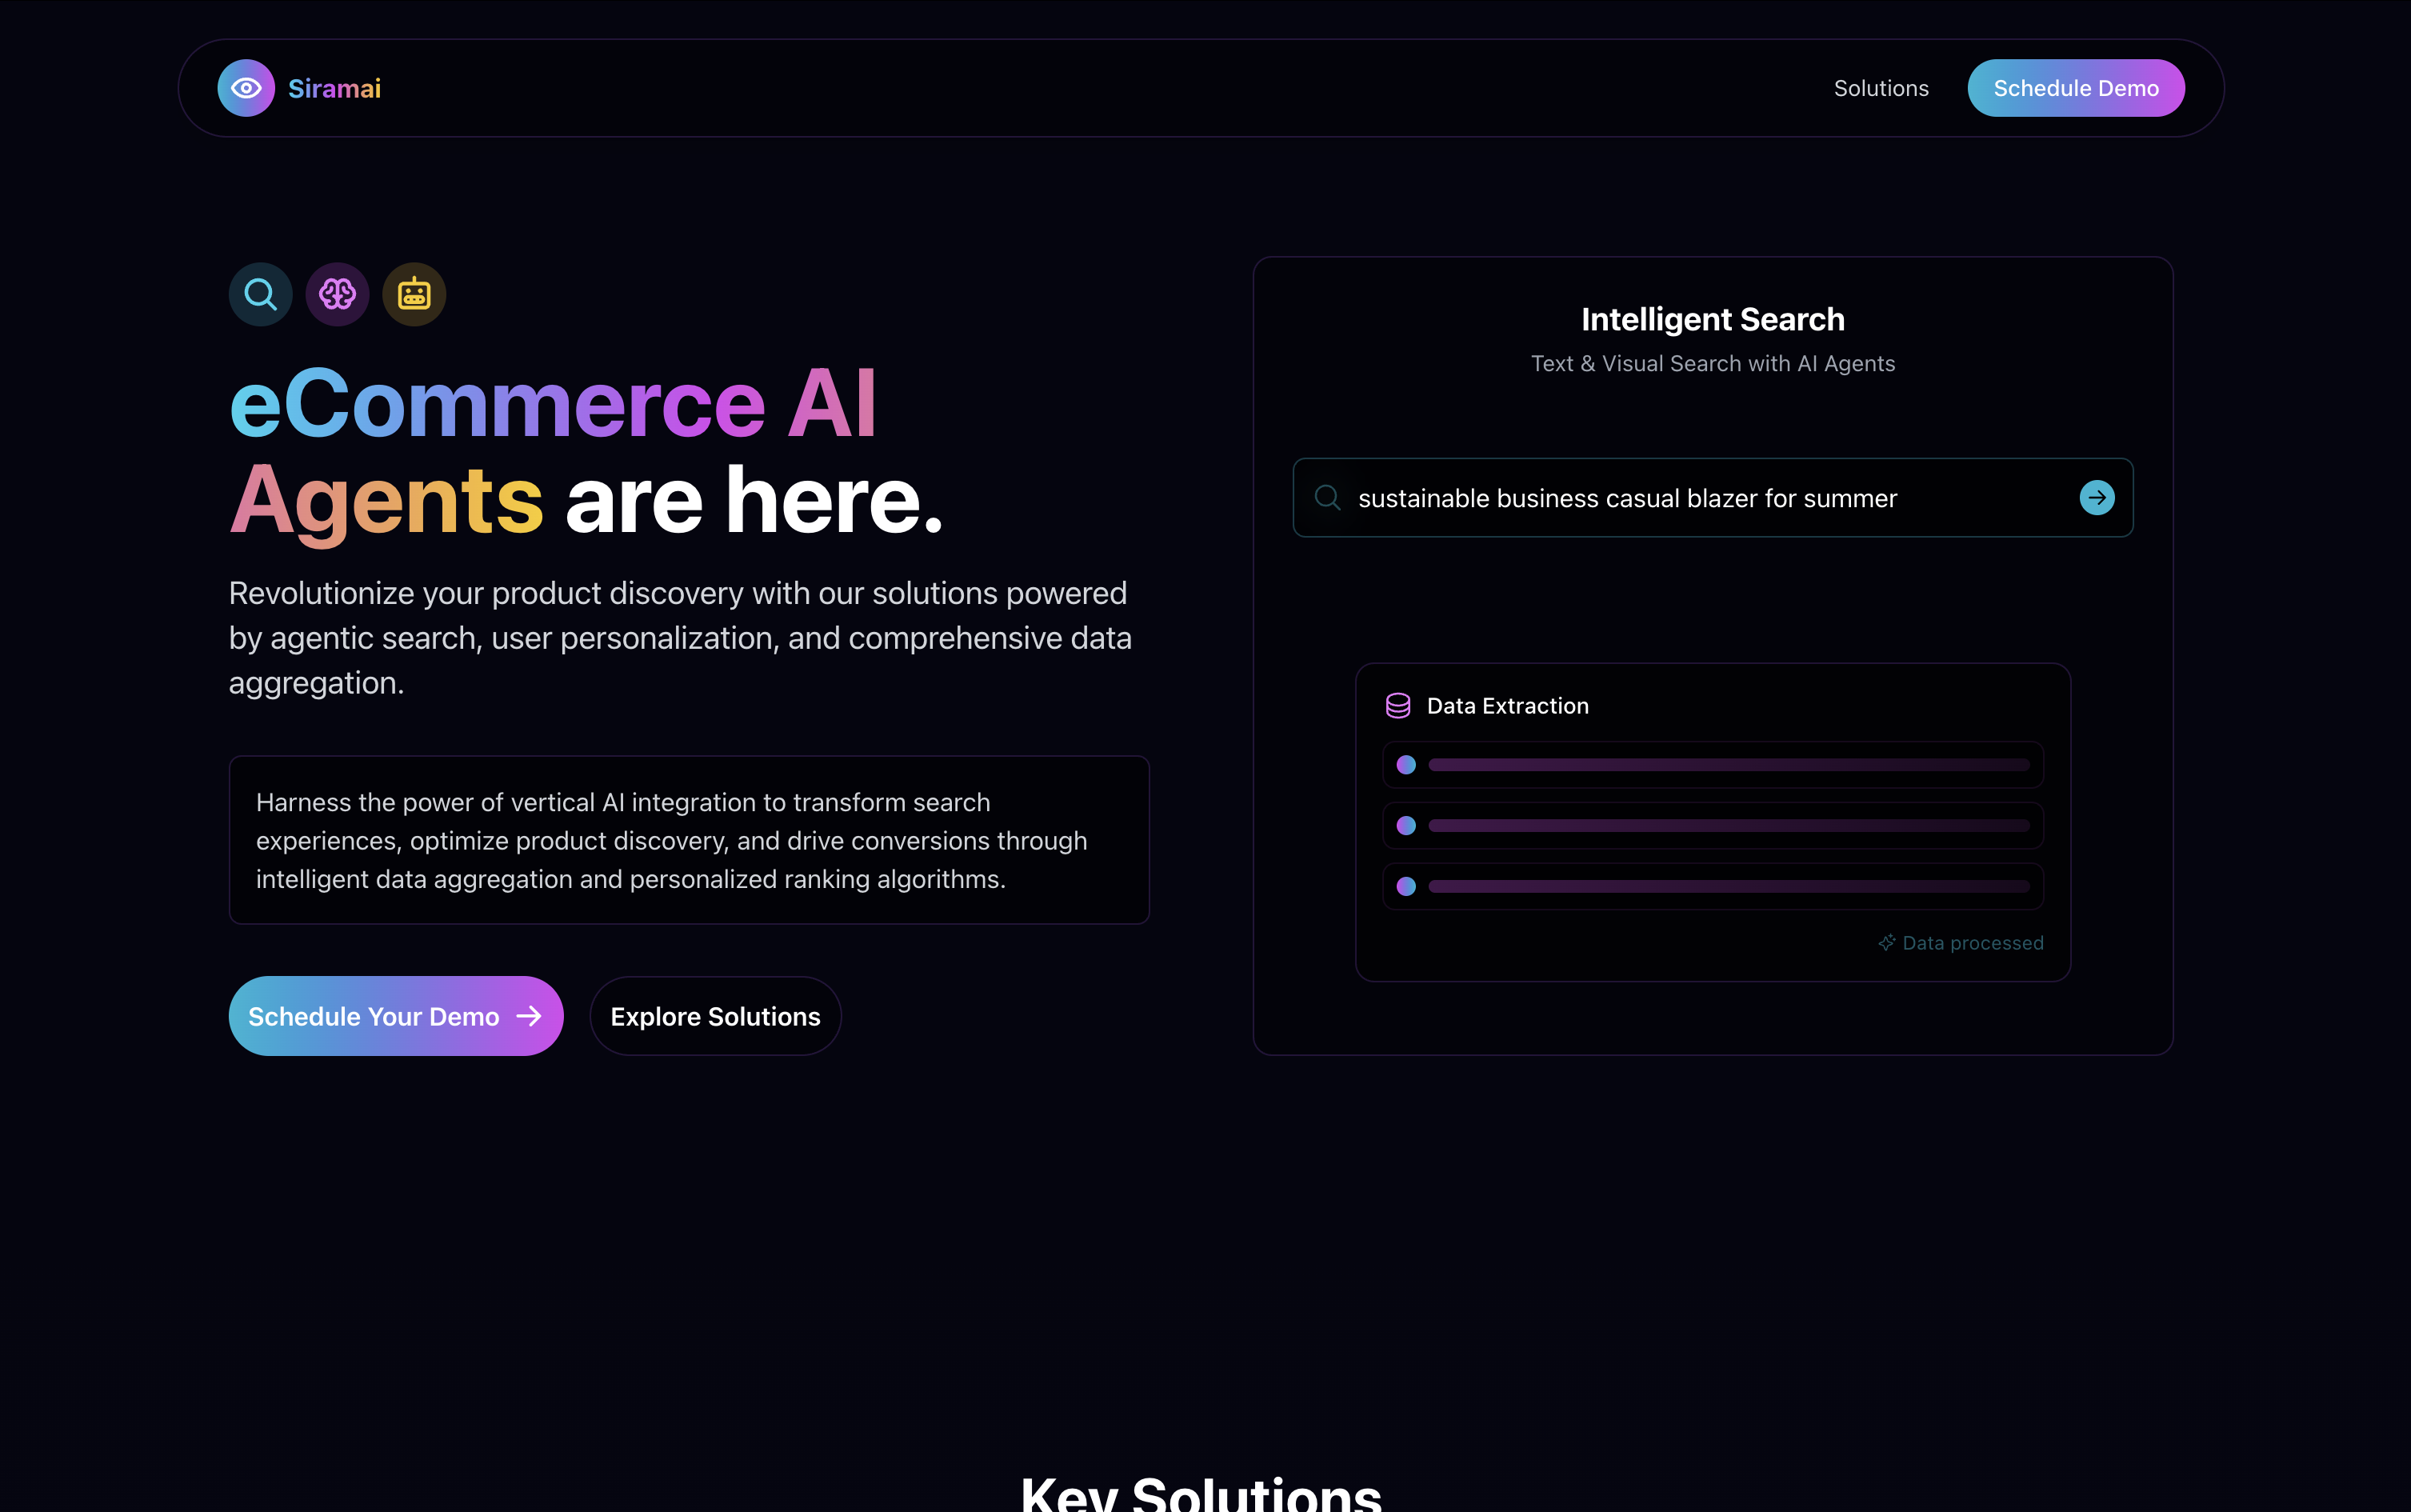 Siramai
Solutions
Schedule Demo
eCommerce AI
Agents are here.
Revolutionize your product discovery with our solutions powered
by agentic search, user personalization, and comprehensive data
aggregation.
Harness the power of vertical AI integration to transform search
experiences, optimize product discovery, and drive conversions through
intelligent data aggregation and personalized ranking algorithms.
Schedule Your Demo
Explore Solutions
Intelligent Search
Text & Visual Search with AI Agents
sustainable business casual blazer for summer
Data Extraction
Data processed
Key Solutions